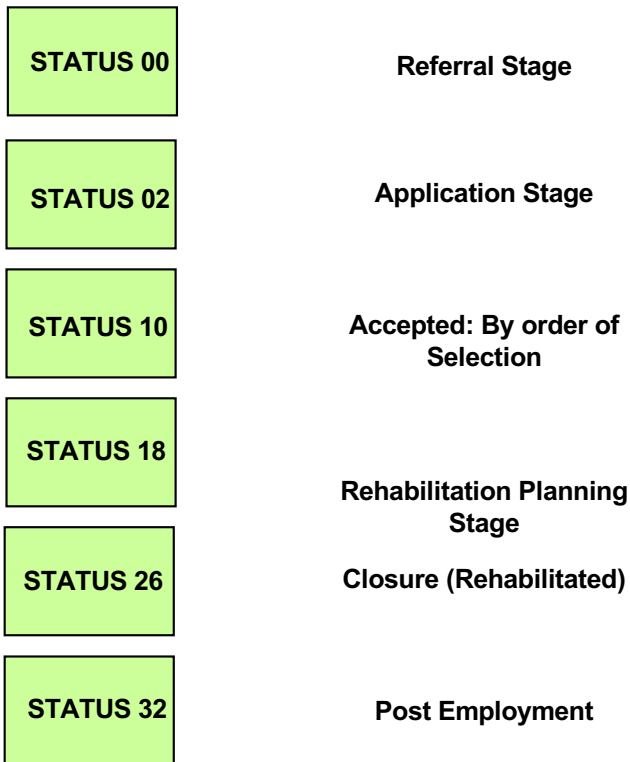 STATUS 00
Referral Stage
STATUS 02
Application Stage
STATUS 10
Accepted: By order of
Selection
STATUS 18
Rehabilitation Planning
Stage
STATUS 26
Closure (Rehabilitated)
STATUS 32
Post Employment